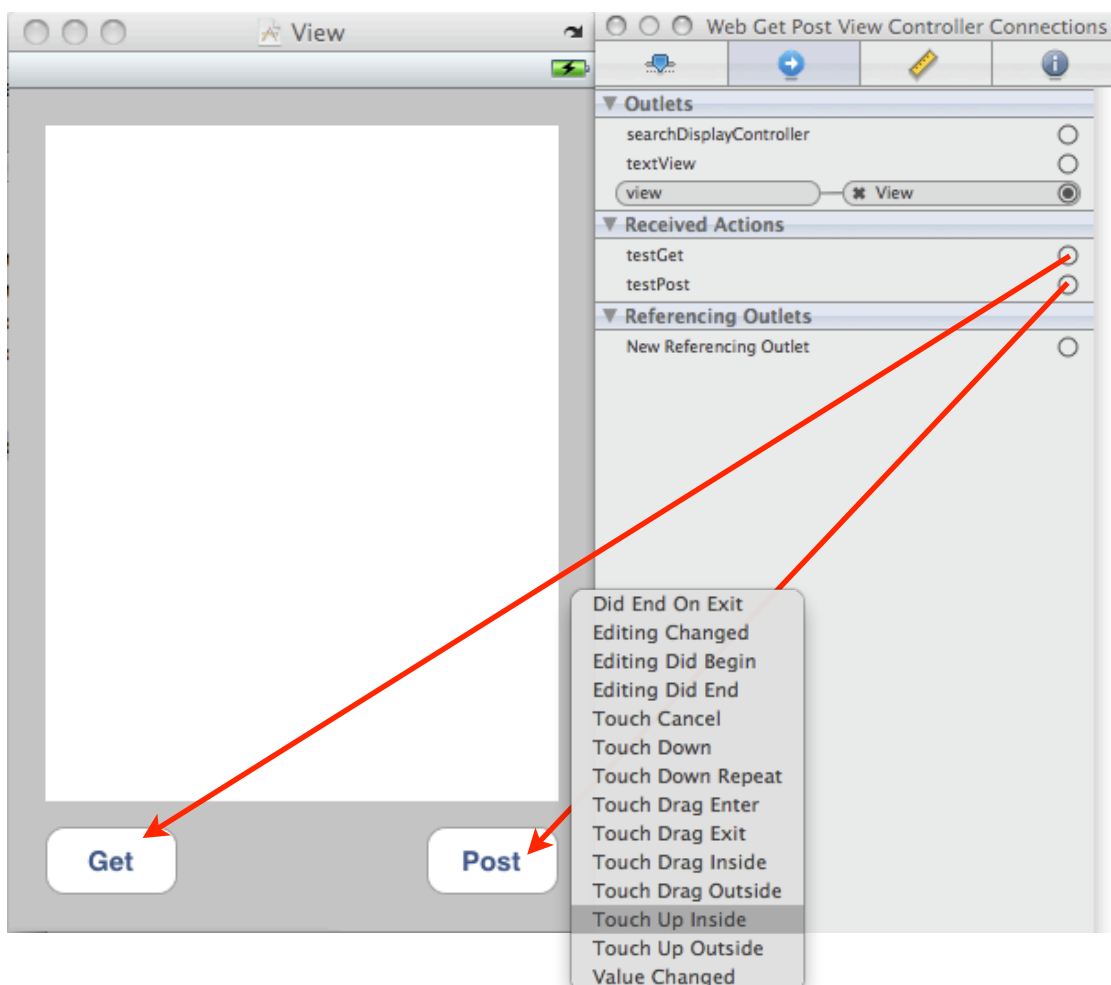 View
Web Get Post View Controller Connections
Outlets
searchDisplayController
textView
view
View
Received Actions
testGet
testPost
Referencing Outlets
New Referencing Outlet
Did End On Exit
Editing Changed
Editing Did Begin
Editing Did End
Touch Cancel
Touch Down
Touch Down Repeat
Touch Drag Enter
Touch Drag Exit
Touch Drag Inside
Touch Drag Outside
Touch Up Inside
Touch Up Outside
Value Changed
Get
Post